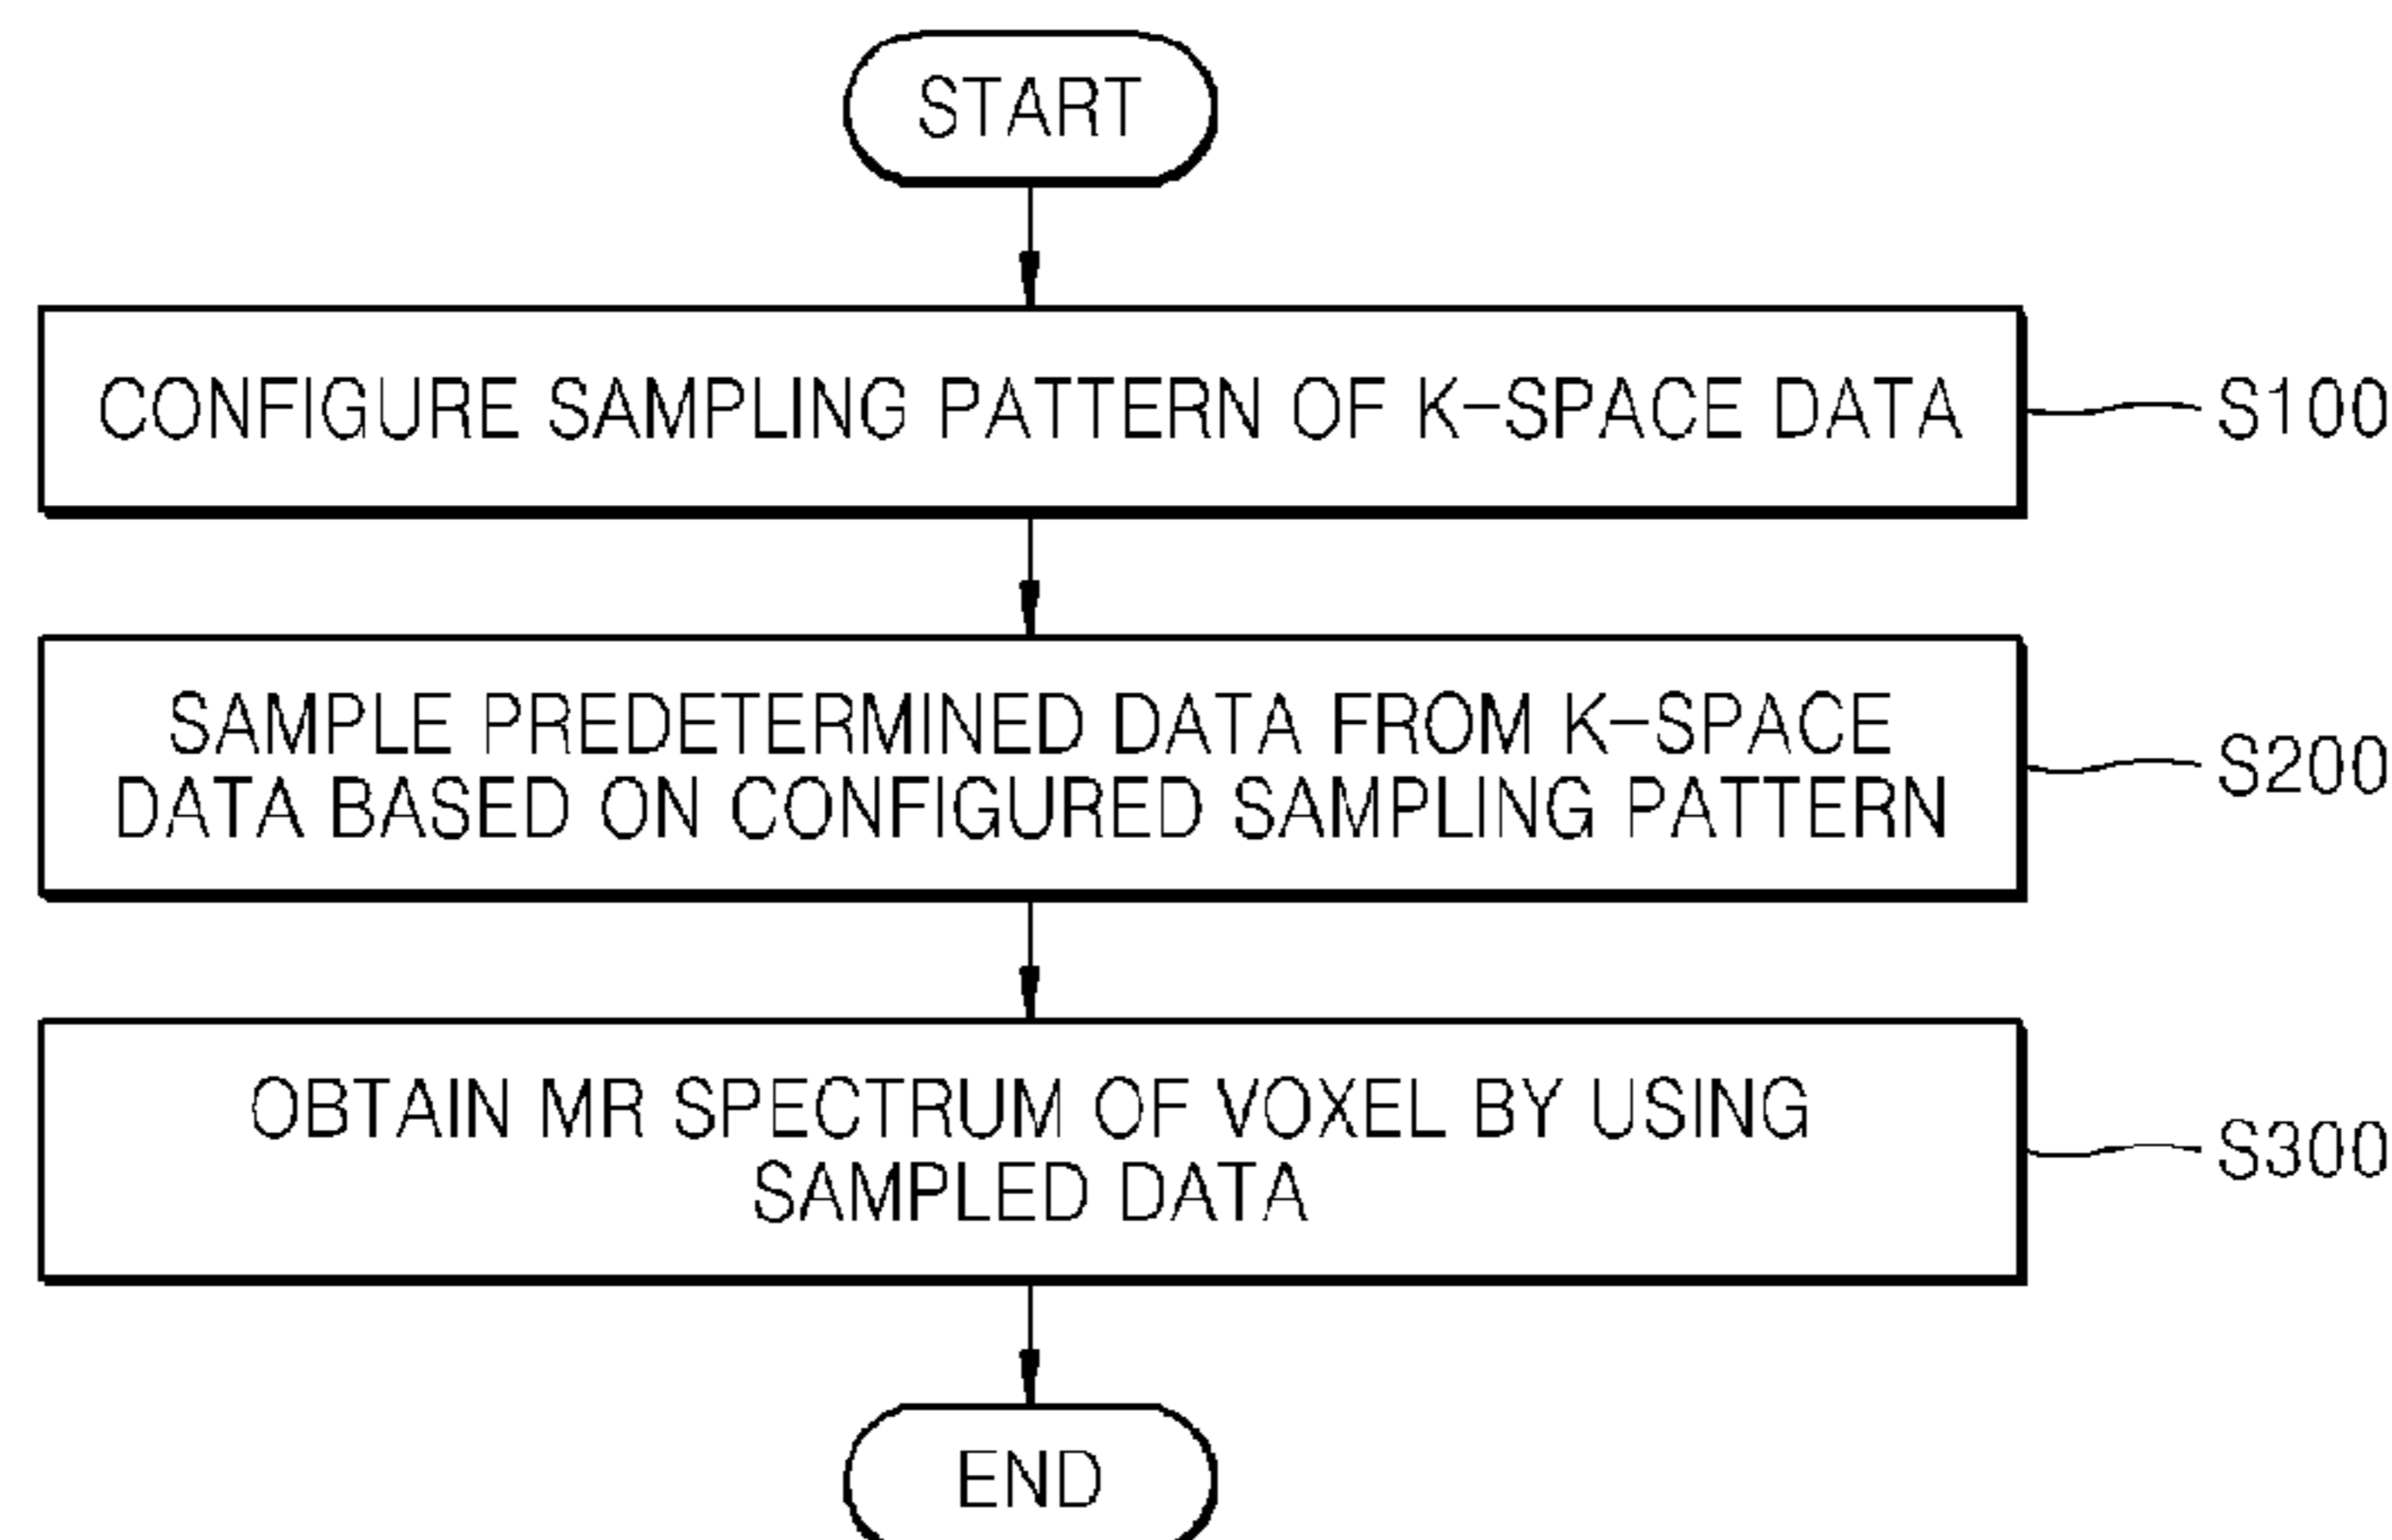 START
CONFIGURE SAMPLING PATTERN OF K-SPACE DATA
S100
SAMPLE PREDETERMINED DATA FROM K-SPACE
DATA BASED ON CONFIGURED SAMPLING PATTERN
S200
OBTAIN MR SPECTRUM OF VOXEL BY USING
SAMPLED DATA
S300
END